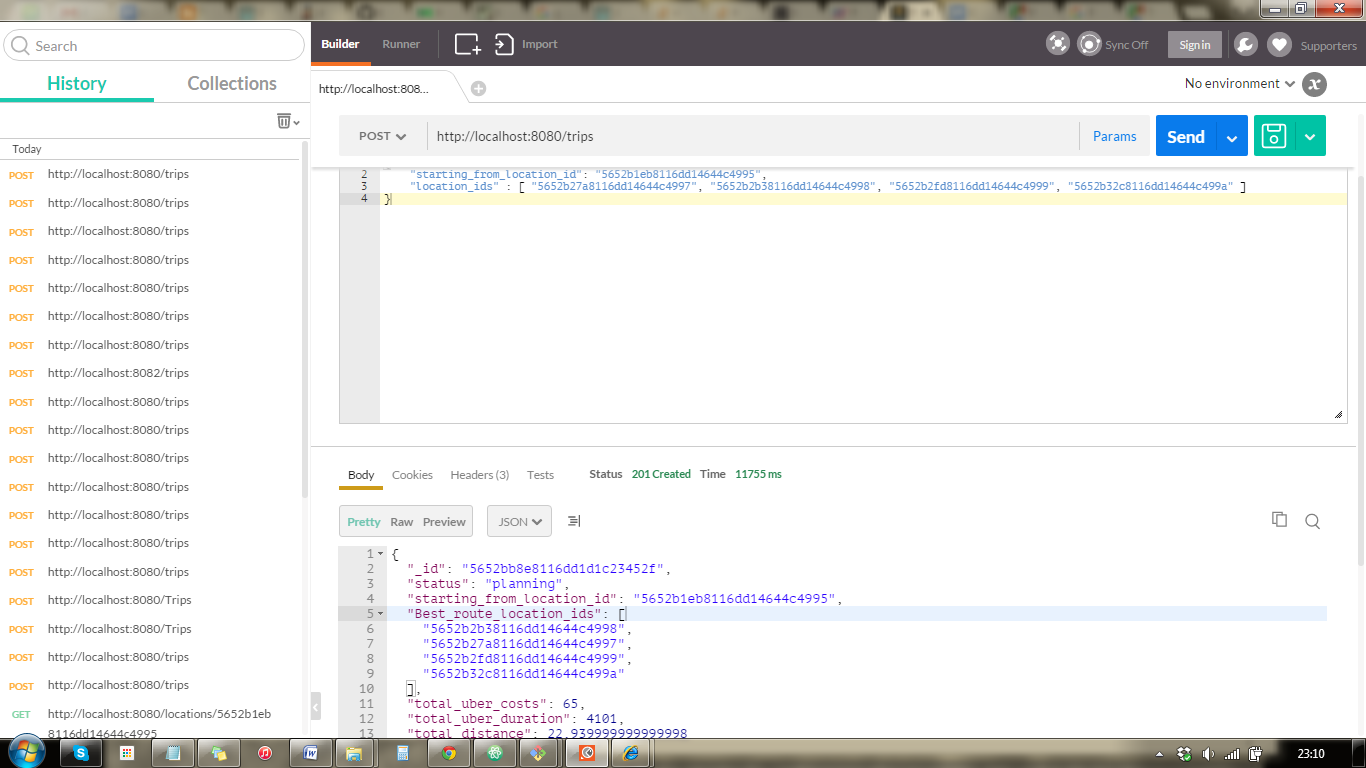 Search
History Collections
Today
POST http://localhost:8080/trips
POST http://localhost:8080/trips
POST http://localhost:8080/trips
POST http://localhost:8080/trips
POST http://localhost:8080/trips
POST http://localhost:8080/trips
POST http://localhost:8080/trips
POST http://localhost:8082/trips
POST http://localhost:8080/trips
POST http://localhost:8080/trips
POST http://localhost:8080/trips
POST http://localhost:8080/trips
POST http://localhost:8080/trips
POST http://localhost:8080/trips
POST http://localhost:8080/trips
POST http://localhost:8080/Trips
POST http://localhost:8080/Trips
POST http://localhost:8080/trips
POST http://localhost:8080/trips
GET http://localhost:8080/locations/5652b1eb
8116dd14644c4995
Builder Runner Import Sync Off Sign in Supporters
http://localhost:808... No environment
POST http://localhost:8080/trips Params Send
2 "starting_from_location_id": "5652b1eb8116dd14644c4995",
3 "location_ids" : [ "5652b27a8116dd14644c4997", "5652b2b38116dd14644c4998", "5652b2fd8116dd14644c4999", "5652b32c8116dd14644c499a" ]
4 }
Body Cookies Headers (3) Tests Status 201 Created Time 11755 ms
Pretty Raw Preview JSON
1 {
2 "_id": "5652bb8e8116dd1d1c23452f",
3 "status": "planning",
4 "starting_from_location_id": "5652b1eb8116dd14644c4995",
5 "Best_route_location_ids": [
6 "5652b2b38116dd14644c4998",
7 "5652b27a8116dd14644c4997",
8 "5652b2fd8116dd14644c4999",
9 "5652b32c8116dd14644c499a"
10 ],
11 "total_uber_costs": 65,
12 "total_uber_duration": 4101,
13 "total_distance": 22.939999999999998
23:10